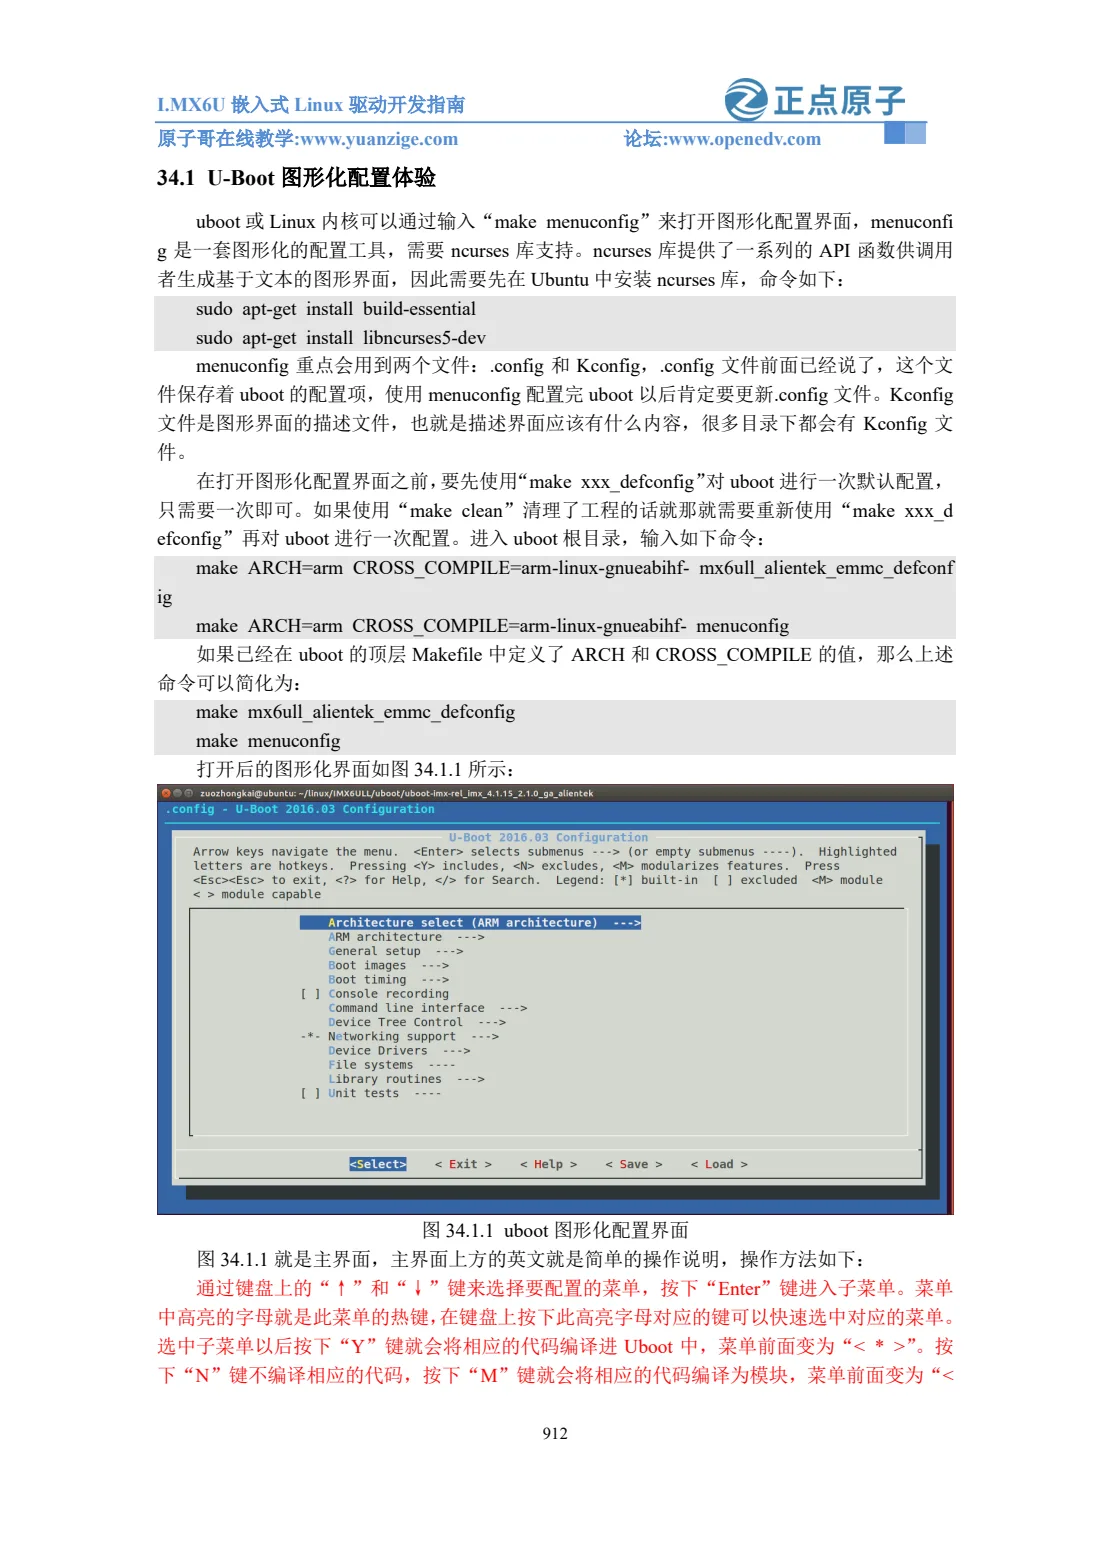 I.MX6U 嵌入式 Linux 驱动开发指南
正点原子
原子哥在线教学:www.yuanzige.com 论坛:www.openedv.com
34.1 U-Boot 图形化配置体验
uboot 或 Linux 内核可以通过输入“make menuconfig”来打开图形化配置界面，menuconfi
g 是一套图形化的配置工具，需要 ncurses 库支持。ncurses 库提供了一系列的 API 函数供调用
者生成基于文本的图形界面，因此需要先在 Ubuntu 中安装 ncurses 库，命令如下：
sudo apt-get install build-essential
sudo apt-get install libncurses5-dev
menuconfig 重点会用到两个文件：.config 和 Kconfig，.config 文件前面已经说了，这个文
件保存着 uboot 的配置项，使用 menuconfig 配置完 uboot 以后肯定要更新.config 文件。Kconfig
文件是图形界面的描述文件，也就是描述界面应该有什么内容，很多目录下都会有 Kconfig 文
件。
在打开图形化配置界面之前，要先使用“make xxx_defconfig”对 uboot 进行一次默认配置，
只需要一次即可。如果使用“make clean”清理了工程的话就那就需要重新使用“make xxx_d
efconfig”再对 uboot 进行一次配置。进入 uboot 根目录，输入如下命令：
make ARCH=arm CROSS_COMPILE=arm-linux-gnueabihf- mx6ull_alientek_emmc_defconf
ig
make ARCH=arm CROSS_COMPILE=arm-linux-gnueabihf- menuconfig
如果已经在 uboot 的顶层 Makefile 中定义了 ARCH 和 CROSS_COMPILE 的值，那么上述
命令可以简化为：
make mx6ull_alientek_emmc_defconfig
make menuconfig
打开后的图形化界面如图 34.1.1 所示：
zuozhongkai@ubuntu: ~/linux/IMX6ULL/uboot/uboot-imx-rel_imx_4.1.15_2.1.0_ga_alientek
.config - U-Boot 2016.03 Configuration
U-Boot 2016.03 Configuration
Arrow keys navigate the menu. <Enter> selects submenus ---> (or empty submenus ----). Highlighted
letters are hotkeys. Pressing <Y> includes, <N> excludes, <M> modularizes features. Press
<Esc><Esc> to exit, <?> for Help, </> for Search. Legend: [*] built-in [ ] excluded <M> module
< > module capable
Architecture select (ARM architecture) --->
ARM architecture --->
General setup --->
Boot images --->
Boot timing --->
[ ] Console recording
Command line interface --->
Device Tree Control --->
-*- Networking support --->
Device Drivers --->
File systems ----
Library routines --->
[ ] Unit tests ----
<Select> < Exit > < Help > < Save > < Load >
图 34.1.1 uboot 图形化配置界面
图 34.1.1 就是主界面，主界面上方的英文就是简单的操作说明，操作方法如下：
通过键盘上的“↑”和“↓”键来选择要配置的菜单，按下“Enter”键进入子菜单。菜单
中高亮的字母就是此菜单的热键，在键盘上按下此高亮字母对应的键可以快速选中对应的菜单。
选中子菜单以后按下“Y”键就会将相应的代码编译进 Uboot 中，菜单前面变为“< * >”。按
下“N”键不编译相应的代码，按下“M”键就会将相应的代码编译为模块，菜单前面变为“<
912